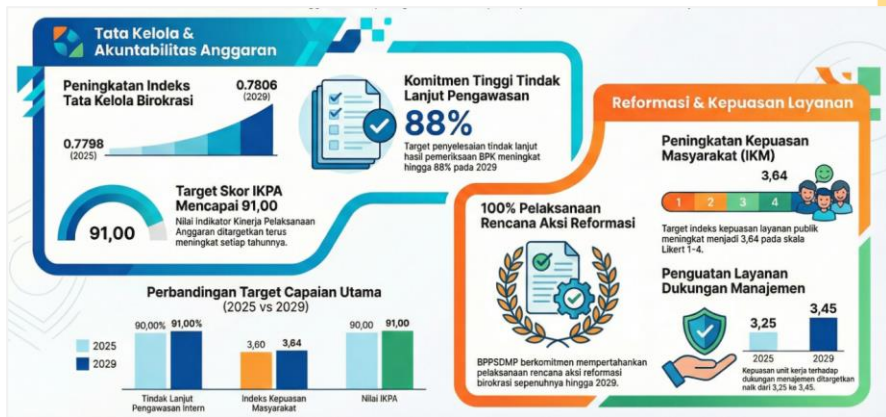 Tata Kelola &
Akuntabilitas Anggaran
Peningkatan Indeks
Tata Kelola Birokrasi
0.7806
(2029)
0.7798
(2025)
Komitmen Tinggi Tindak
Lanjut Pengawasan
88%
Target penyelesaian tindak lanjut
hasil pemeriksaan BPK meningkat
hingga 88% pada 2029
91,00
Target Skor IKPA
Mencapai 91,00
Nilai indikator Kinerja Pelaksanaan
Anggaran ditargetkan terus
meningkat setiap tahunnya.
Perbandingan Target Capaian Utama
(2025 vs 2029)
2025
2029
90,00% 91,00%
Tindak Lanjut
Pengawasan Intern
3,60 3,64
Indeks Kepuasan
Masyarakat
90,00 91,00
Nilai IKPA
Reformasi & Kepuasan Layanan
100% Pelaksanaan
Rencana Aksi Reformasi
BPPSDMP berkomitmen mempertahankan
pelaksanaan rencana aksi reformasi
birokrasi sepenuhnya hingga 2029.
Peningkatan Kepuasan
Masyarakat (IKM)
3,64
1 2 3 4
Target indeks kepuasan layanan publik
meningkat menjadi 3,64 pada skala
Likert 1-4.
Penguatan Layanan
Dukungan Manajemen
3,25
2025
3,45
2029
Kepuasan unit kerja terhadap
dukungan menajemen ditargetkan
naik dari 3,25 ke 3,45.